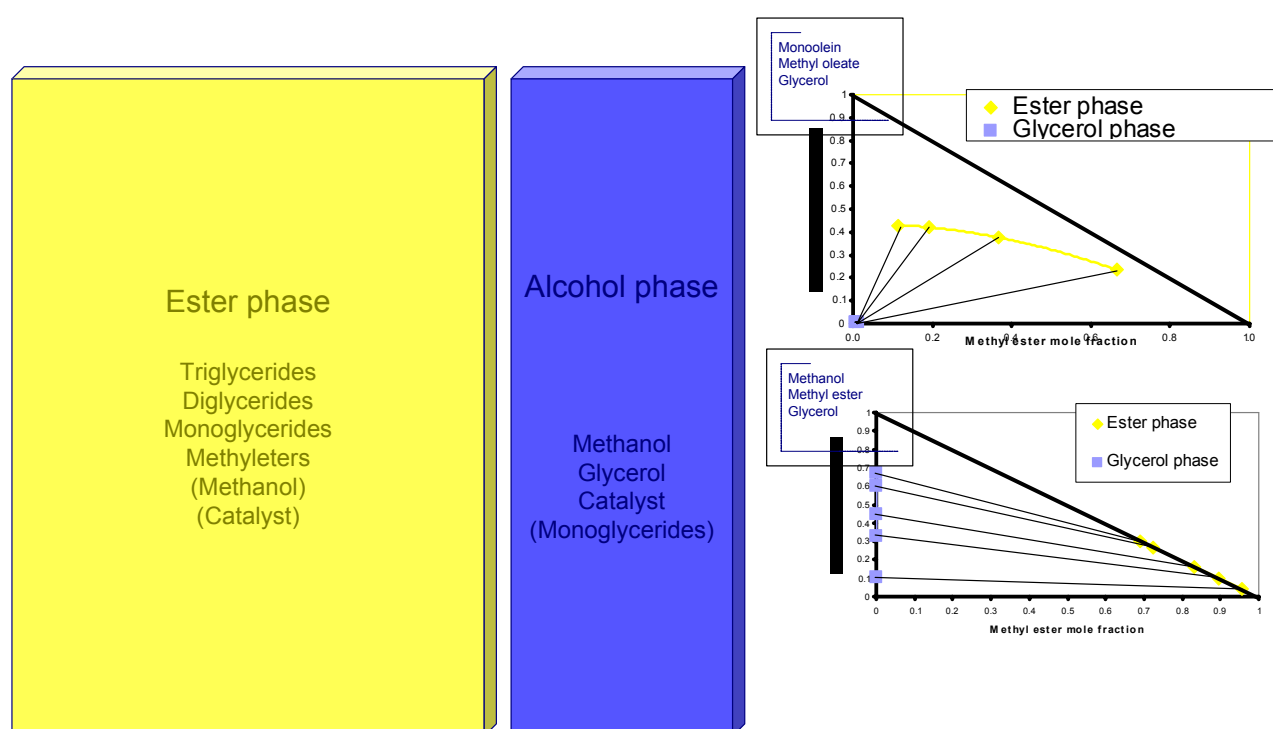 Ester phase
Triglycerides
Diglycerides
Monoglycerides
Methyleters
(Methanol)
(Catalyst)
Alcohol phase
Methanol
Glycerol
Catalyst
(Monoglycerides)
Monoolein
Methyl oleate
Glycerol
Ester phase
Glycerol phase
1
0.9
0.8
0.7
0.6
0.5
0.4
0.3
0.2
0.1
0
0.0 0.2 0.4 0.6 0.8 1.0
Methyl ester mole fraction
Methanol
Methyl ester
Glycerol
Ester phase
Glycerol phase
1
0.9
0.8
0.7
0.6
0.5
0.4
0.3
0.2
0.1
0
0 0.1 0.2 0.3 0.4 0.5 0.6 0.7 0.8 0.9 1
Methyl ester mole fraction